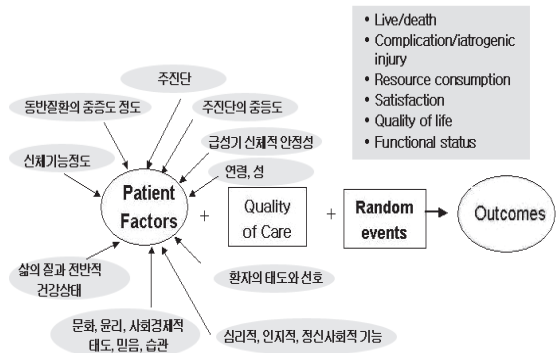 • Live/death
• Complication/iatrogenic
injury
• Resource consumption
• Satisfaction
• Quality of life
• Functional status
주진단
동반질환의 중증도 정도
주진단의 중등도
급성기 신체적 안정성
신체기능정도
연령, 성
Patient
Factors
+
Quality
of Care
+
Random
events
Outcomes
삶의 질과 전반적
건강상태
환자의 태도와 선호
문화, 윤리, 사회경제적
태도, 믿음, 습관
심리적, 인지적, 정신사회적 기능